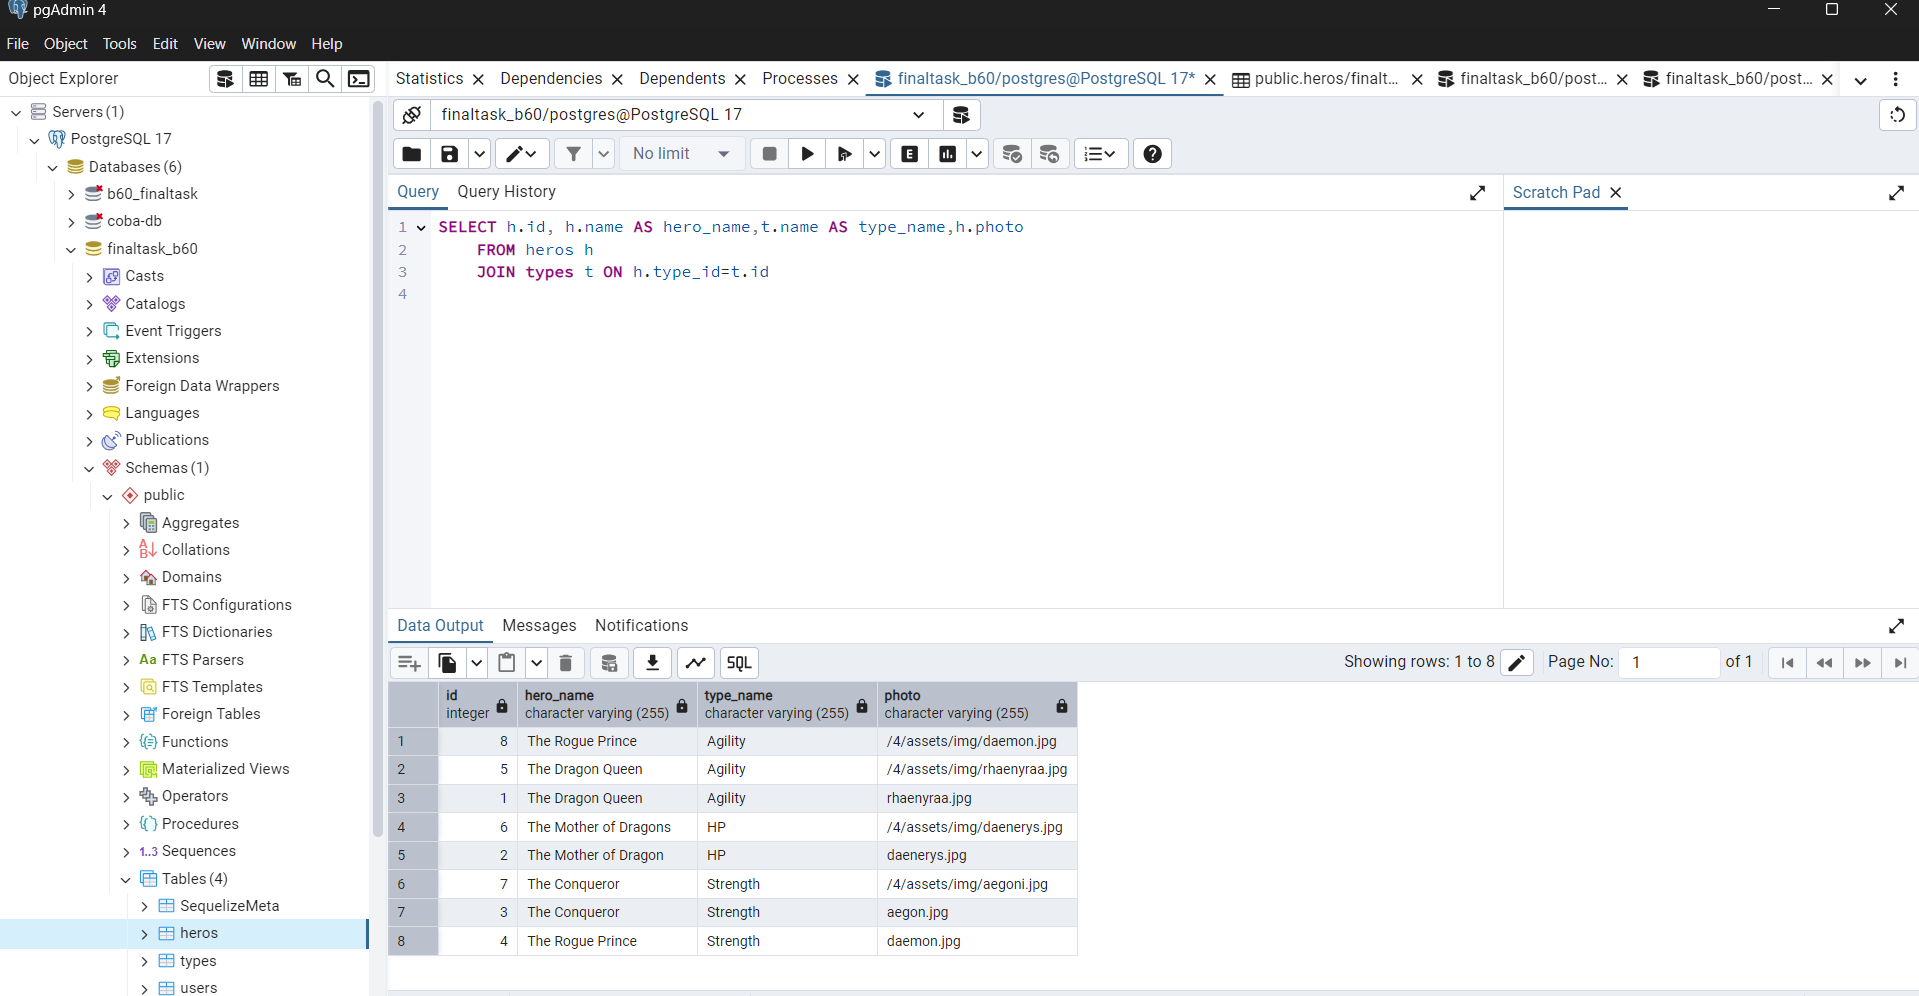 pgAdmin 4
File Object Tools Edit View Window Help
Object Explorer
Statistics Dependencies Dependents Processes finaltask_b60/postgres@PostgreSQL 17* public.heros/finalt... finaltask_b60/post... finaltask_b60/post...
Servers (1)
PostgreSQL 17
Databases (6)
b60_finaltask
coba-db
finaltask_b60
Casts
Catalogs
Event Triggers
Extensions
Foreign Data Wrappers
Languages
Publications
Schemas (1)
public
Aggregates
Collations
Domains
FTS Configurations
FTS Dictionaries
Aa FTS Parsers
FTS Templates
Foreign Tables
Functions
Materialized Views
Operators
Procedures
1..3 Sequences
Tables (4)
SequelizeMeta
heros
types
users
finaltask_b60/postgres@PostgreSQL 17
No limit E
Query Query History
Scratch Pad
1 SELECT h.id, h.name AS hero_name,t.name AS type_name,h.photo
2 FROM heros h
3 JOIN types t ON h.type_id=t.id
4
Data Output Messages Notifications
SQL Showing rows: 1 to 8 Page No: 1 of 1
id hero_name type_name photo
integer character varying (255) character varying (255) character varying (255)
1 8 The Rogue Prince Agility /4/assets/img/daemon.jpg
2 5 The Dragon Queen Agility /4/assets/img/rhaenyraa.jpg
3 1 The Dragon Queen Agility rhaenyraa.jpg
4 6 The Mother of Dragons HP /4/assets/img/daenerys.jpg
5 2 The Mother of Dragon HP daenerys.jpg
6 7 The Conqueror Strength /4/assets/img/aegoni.jpg
7 3 The Conqueror Strength aegon.jpg
8 4 The Rogue Prince Strength daemon.jpg